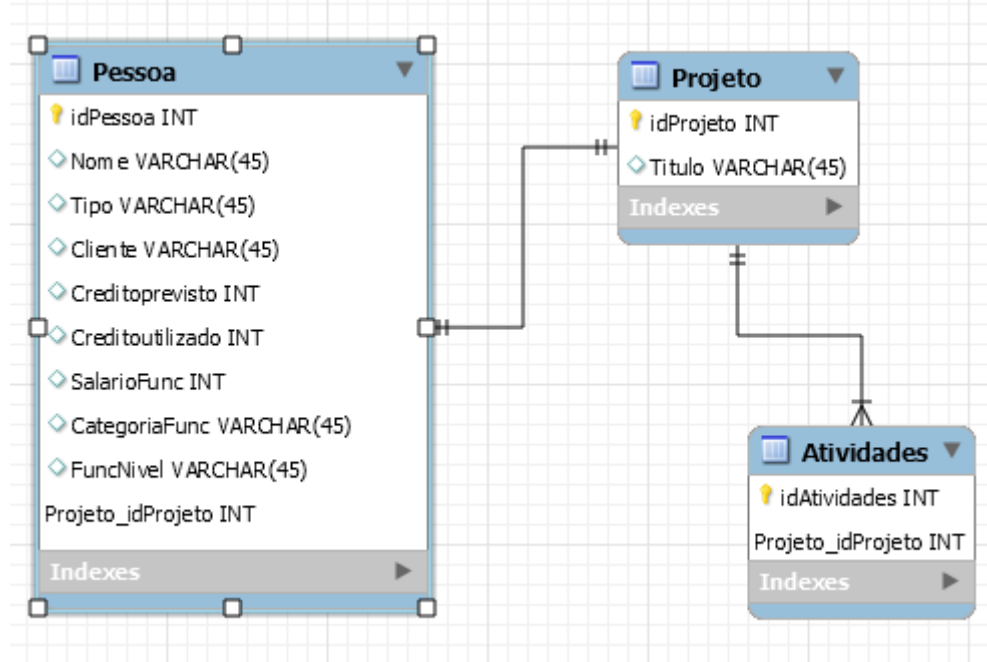 Pessoa
idPessoa INT
Nome VARCHAR(45)
Tipo VARCHAR(45)
Cliente VARCHAR(45)
Creditoprevisto INT
Creditoutilizado INT
SalarioFunc INT
CategoriaFunc VARCHAR(45)
FuncNivel VARCHAR(45)
Projeto_idProjeto INT
Indexes
Projeto
idProjeto INT
Titulo VARCHAR(45)
Indexes
Atividades
idAtividades INT
Projeto_idProjeto INT
Indexes